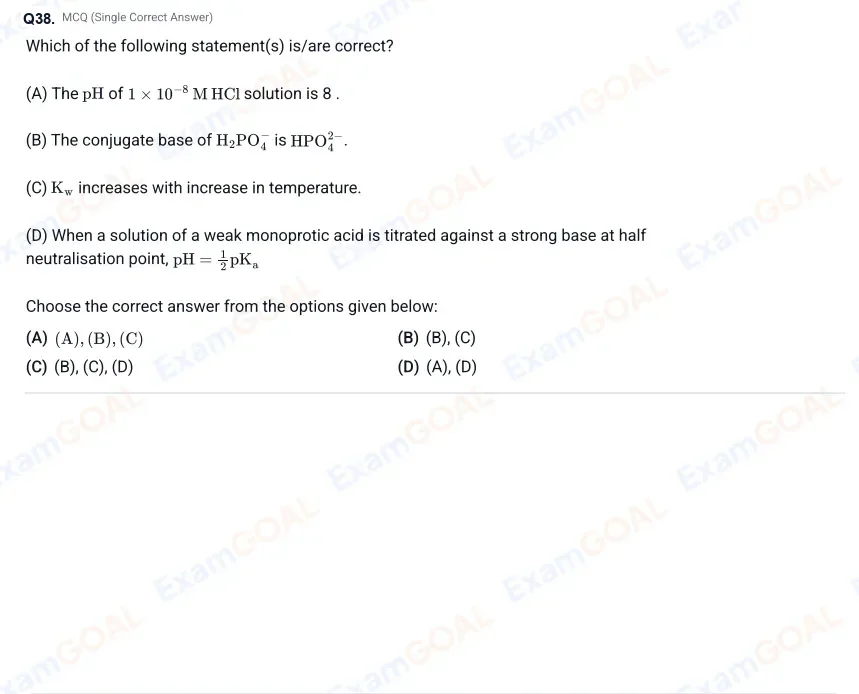 Q38. MCQ (Single Correct Answer)
Which of the following statement(s) is/are correct?
(A) The pH of 1 × 10⁻⁸ M HCl solution is 8 .
(B) The conjugate base of H₂PO₄⁻ is HPO₄²⁻.
(C) K_w increases with increase in temperature.
(D) When a solution of a weak monoprotic acid is titrated against a strong base at half
neutralisation point, pH = ½ pKₐ
Choose the correct answer from the options given below:
(A) (A), (B), (C)
(B) (B), (C)
(C) (B), (C), (D)
(D) (A), (D)
ExamGOAL